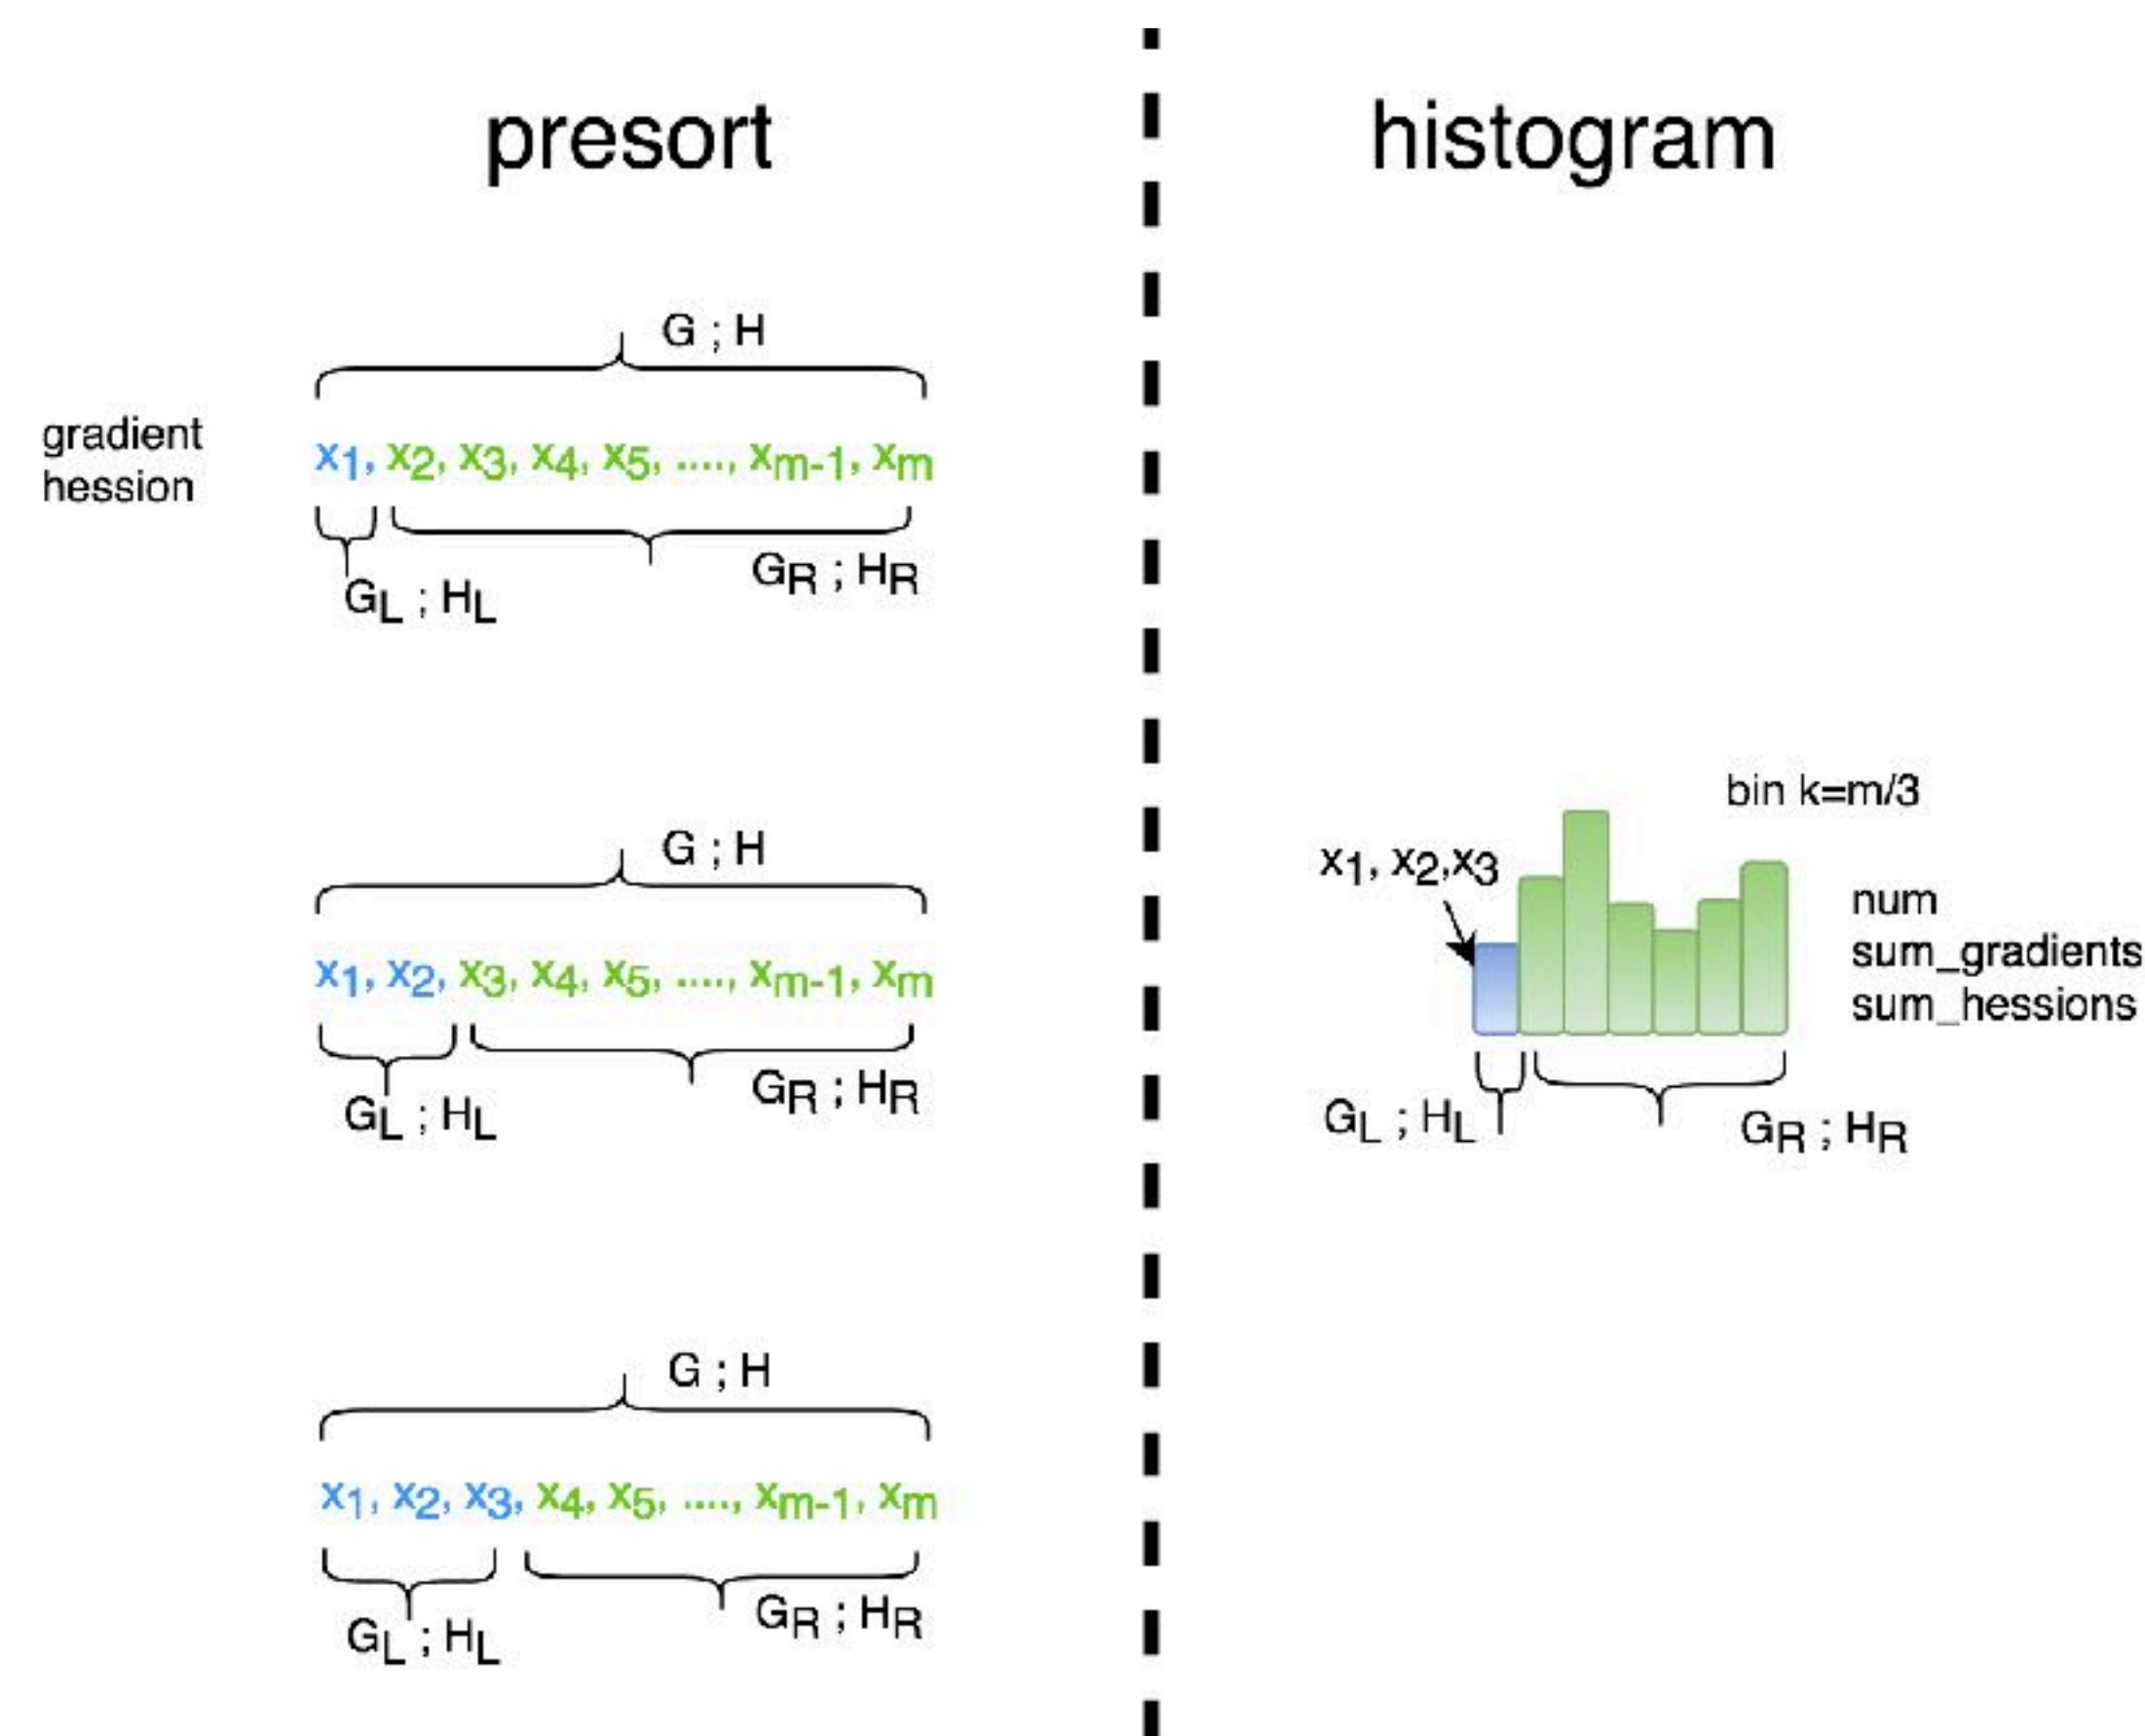 presort
G ; H
gradient
hession
x1, x2, x3, x4, x5, ...., xm-1, xm
GL ; HL
GR ; HR
G ; H
x1, x2, x3, x4, x5, ...., xm-1, xm
GL ; HL
GR ; HR
G ; H
x1, x2, x3, x4, x5, ...., xm-1, xm
GL ; HL
GR ; HR
histogram
bin k=m/3
x1, x2,x3
num
sum_gradients
sum_hessions
GL ; HL
GR ; HR